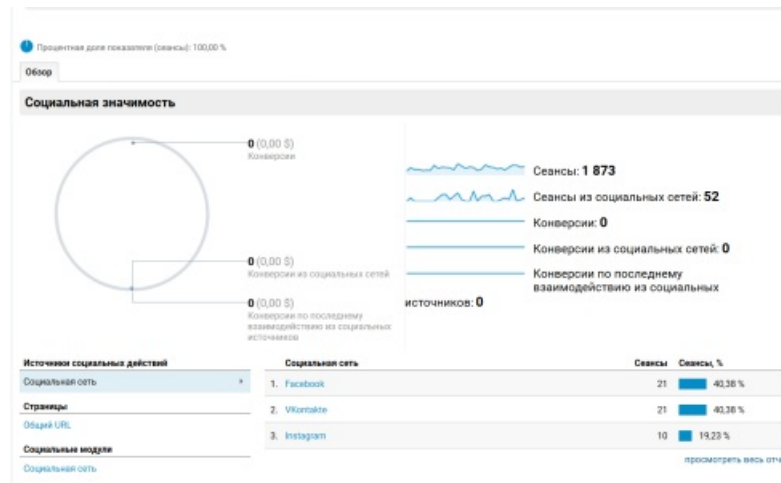 Процентная доля показателя (сеансы): 100,00 %
Обзор
Социальная значимость
0 (0,00 $)
Конверсии
0 (0,00 $)
Конверсии из социальных сетей
0 (0,00 $)
Конверсии по последнему
взаимодействию из социальных
источников
Сеансы: 1 873
Сеансы из социальных сетей: 52
Конверсии: 0
Конверсии из социальных сетей: 0
Конверсии по последнему
взаимодействию из социальных
источников: 0
Источники социальных действий
Социальная сеть
Страницы
Общий URL
Социальные модули
Социальная сеть
Социальная сеть Сеансы Сеансы, %
1. Facebook 21 40,38 %
2. VKontakte 21 40,38 %
3. Instagram 10 19,23 %
просмотреть весь отч